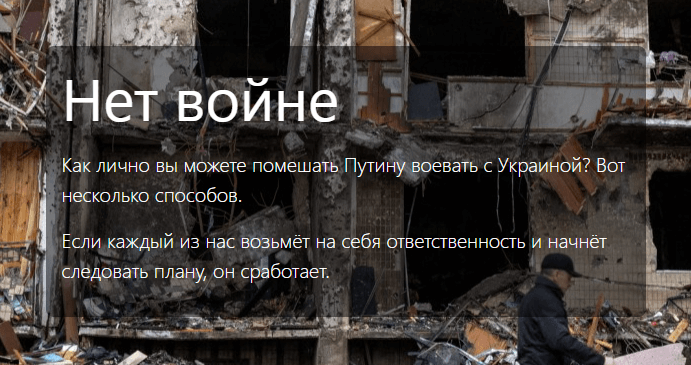 Нет войне
Как лично вы можете помешать Путину воевать с Украиной? Вот
несколько способов.
Если каждый из нас возьмёт на себя ответственность и начнёт
следовать плану, он сработает.